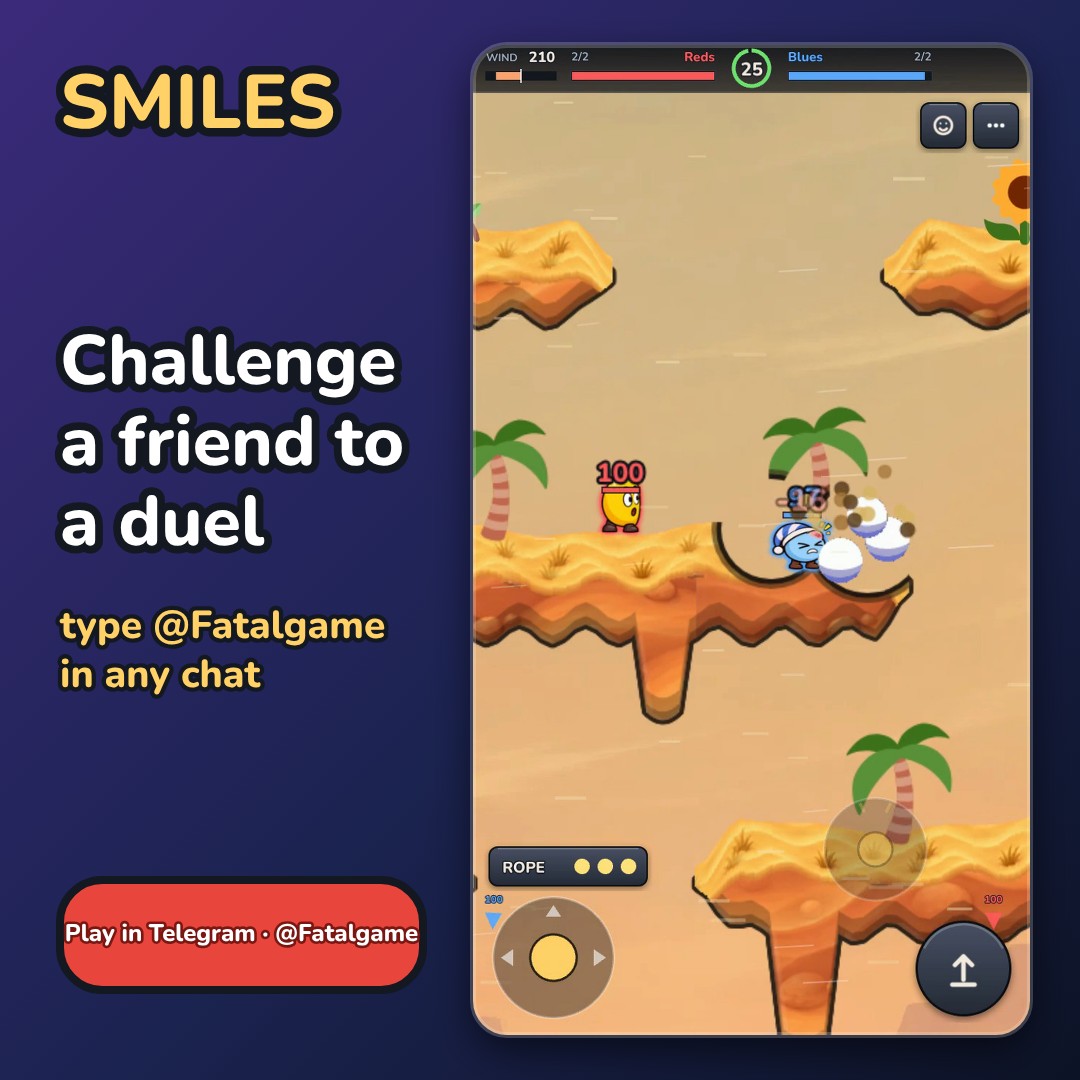 SMILES
Challenge
a friend to
a duel
type @Fatalgame
in any chat
Play in Telegram · @Fatalgame
WIND 210 2/2 Reds 25 Blues 2/2
100
ROPE
100
100